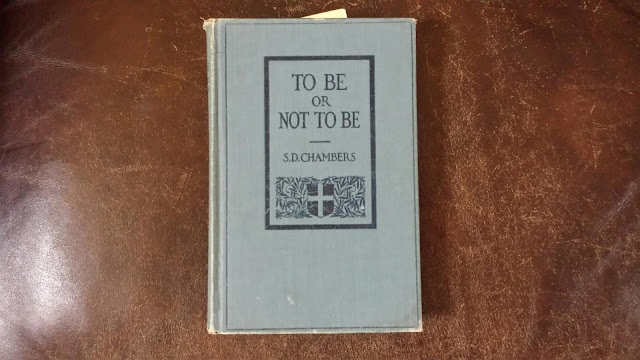 TO BE
OR
NOT TO BE
S.D. CHAMBERS